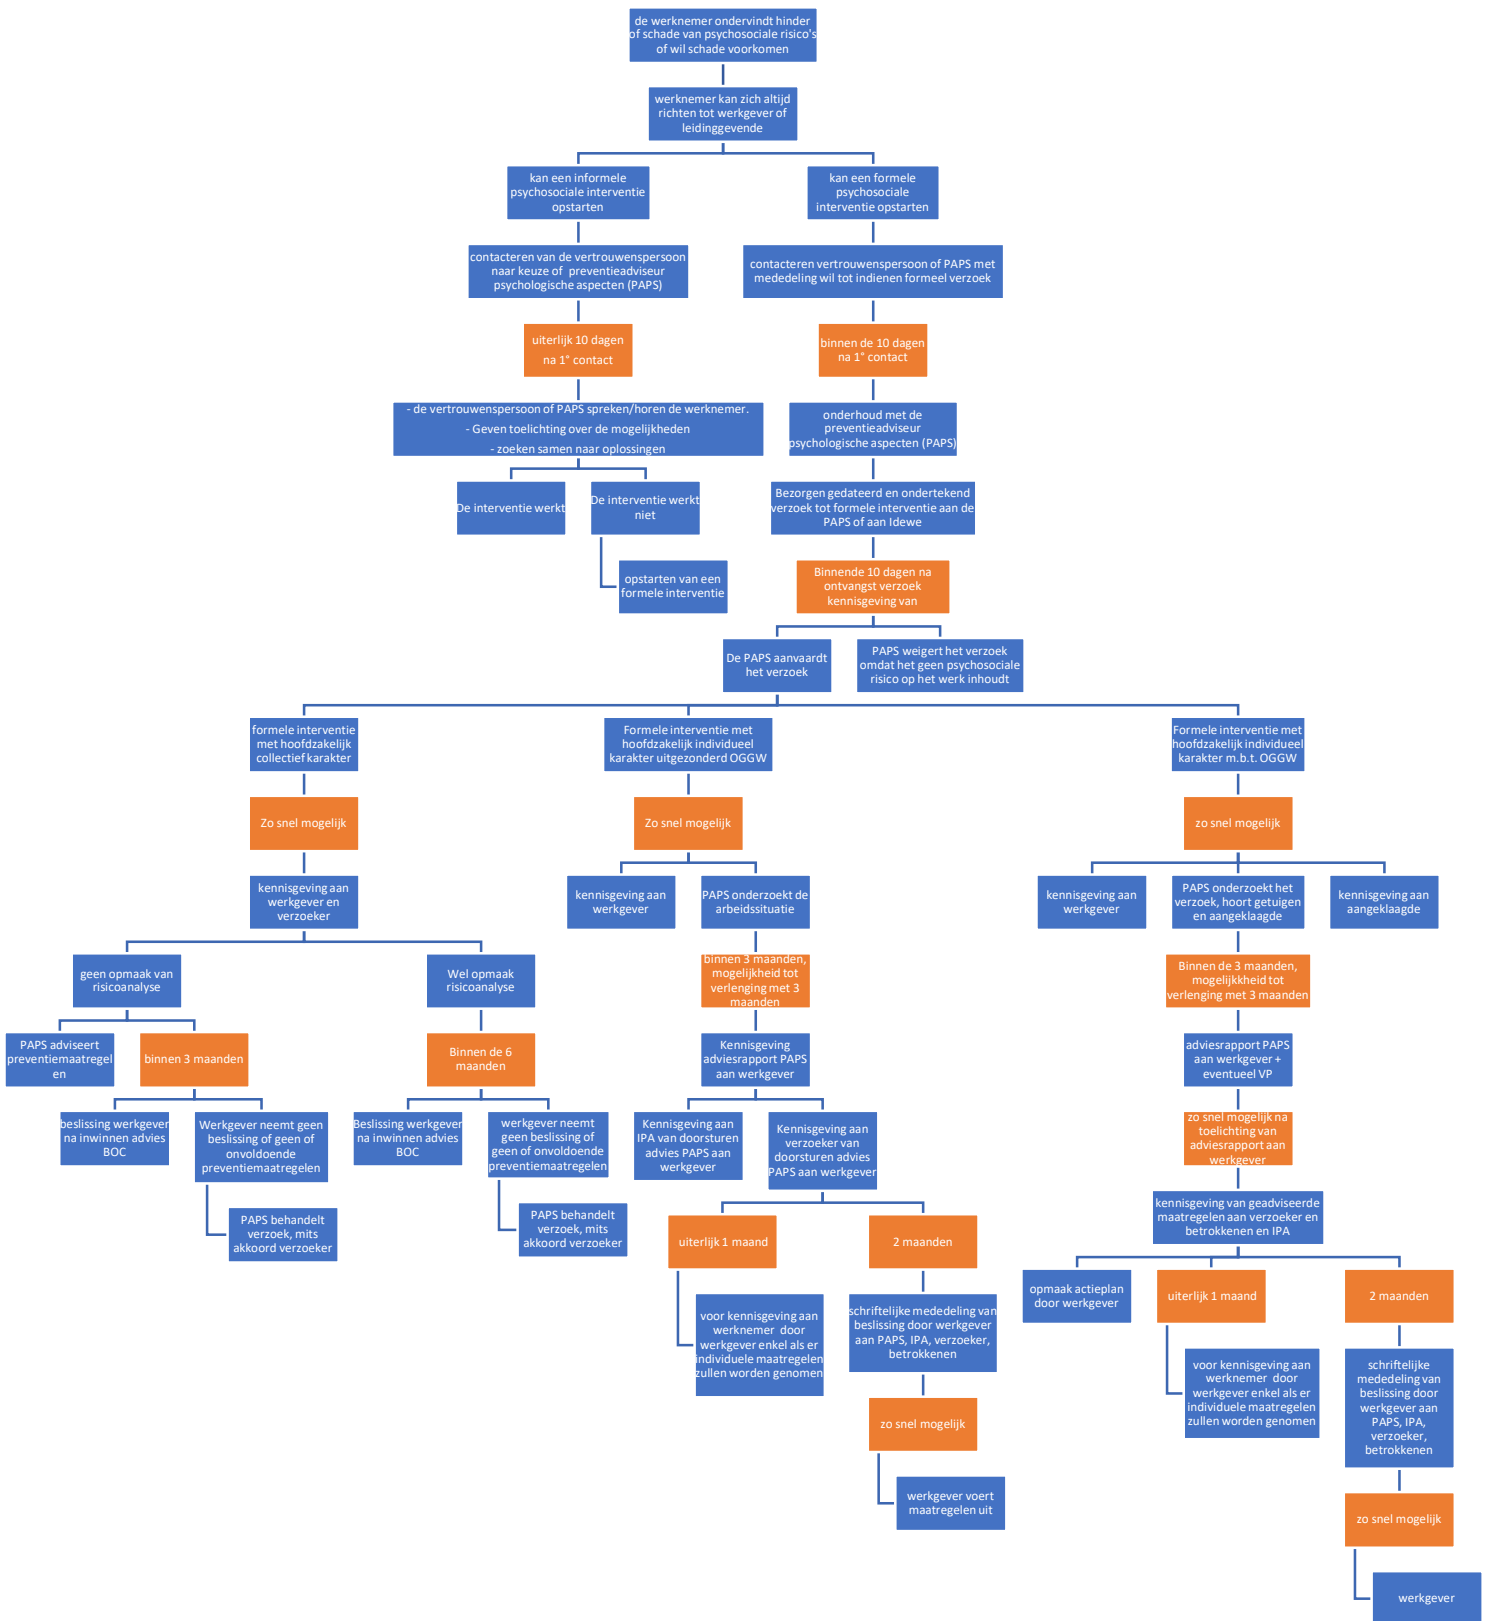 de werknemer ondervindt hinder
of schade van psychosociale risico's
of wil schade voorkomen
werknemer kan zich altijd
richten tot werkgever of
leidinggevende
kan een informele
psychosociale interventie
opstarten
kan een formele
psychosociale
interventie opstarten
contacteren van de vertrouwenspersoon
naar keuze of preventieadviseur
psychologische aspecten (PAPS)
contacteren vertrouwenspersoon of PAPS met
mededeling wil tot indienen formeel verzoek
uiterlijk 10 dagen
na 1° contact
binnen de 10 dagen
na 1° contact
- de vertrouwenspersoon of PAPS spreken/horen de werknemer.
- Geven toelichting over de mogelijkheden
- zoeken samen naar oplossingen
onderhoud met de
preventieadviseur
psychologische aspecten (PAPS)
De interventie werkt
De interventie werkt
niet
Bezorgen gedateerd en ondertekend
verzoek tot formele interventie aan de
PAPS of aan Idewe
opstarten van een
formele interventie
Binnende 10 dagen na
ontvangst verzoek
kennisgeving van
De PAPS aanvaardt
het verzoek
PAPS weigert het verzoek
omdat het geen psychosociale
risico op het werk inhoudt
formele interventie
met hoofdzakelijk
collectief karakter
Formele interventie met
hoofdzakelijk individueel
karakter uitgezonderd OGGW
Formele interventie met
hoofdzakelijk individueel
karakter m.b.t. OGGW
Zo snel mogelijk
Zo snel mogelijk
zo snel mogelijk
kennisgeving aan
werkgever en
verzoeker
kennisgeving aan
werkgever
PAPS onderzoekt de
arbeidssituatie
kennisgeving aan
werkgever
PAPS onderzoekt het
verzoek, hoort getuigen
en aangeklaagde
kennisgeving aan
aangeklaagde
geen opmaak van
risicoanalyse
Wel opmaak
risicoanalyse
binnen 3 maanden,
mogelijkheid tot
verlenging met 3
maanden
Binnen de 3 maanden,
mogelijkkheid tot
verlenging met 3 maanden
PAPS adviseert
preventiemaatregel
en
binnen 3 maanden
Binnen de 6
maanden
Kennisgeving
adviesrapport PAPS
aan werkgever
adviesrapport PAPS
aan werkgever +
eventueel VP
beslissing werkgever
na inwinnen advies
BOC
Werkgever neemt geen
beslissing of geen of
onvoldoende
preventiemaatregelen
Beslissing werkgever
na inwinnen advies
BOC
werkgever neemt
geen beslissing of
geen of onvoldoende
preventiemaatregelen
Kennisgeving aan
IPA van doorsturen
advies PAPS aan
werkgever
Kennisgeving aan
verzoeker van
doorsturen advies
PAPS aan werkgever
zo snel mogelijk na
toelichting van
adviesrapport aan
werkgever
PAPS behandelt
verzoek, mits
akkoord verzoeker
PAPS behandelt
verzoek, mits
akkoord verzoeker
uiterlijk 1 maand
2 maanden
kennisgeving van geadviseerde
maatregelen aan verzoeker en
betrokkenen en IPA
voor kennisgeving aan
werknemer door
werkgever enkel als er
individuele maatregelen
zullen worden genomen
schriftelijke mededeling van
beslissing door werkgever
aan PAPS, IPA, verzoeker,
betrokkenen
opmaak actieplan
door werkgever
uiterlijk 1 maand
2 maanden
voor kennisgeving aan
werknemer door
werkgever enkel als er
individuele maatregelen
zullen worden genomen
schriftelijke
mededeling van
beslissing door
werkgever aan
PAPS, IPA,
verzoeker,
betrokkenen
zo snel mogelijk
werkgever voert
maatregelen uit
zo snel mogelijk
werkgever